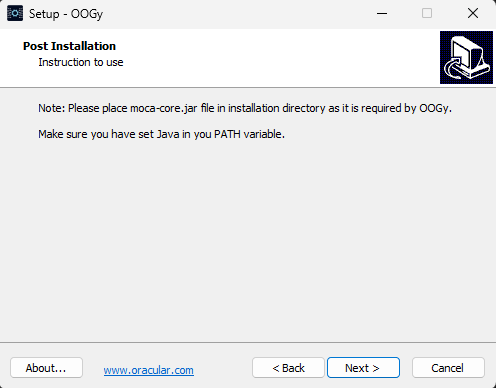 Setup - OOGy
Post Installation
Instruction to use
Note: Please place moca-core.jar file in installation directory as it is required by OOGy.
Make sure you have set Java in you PATH variable.
About...
www.oracular.com
< Back
Next >
Cancel